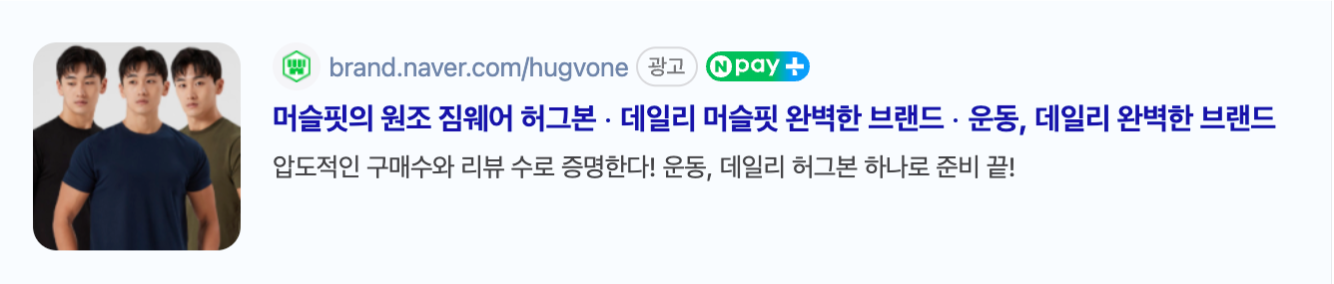 brand.naver.com/hugvone 광고 N pay +
머슬핏의 원조 짐웨어 허그본 · 데일리 머슬핏 완벽한 브랜드 · 운동, 데일리 완벽한 브랜드
압도적인 구매수와 리뷰 수로 증명한다! 운동, 데일리 허그본 하나로 준비 끝!